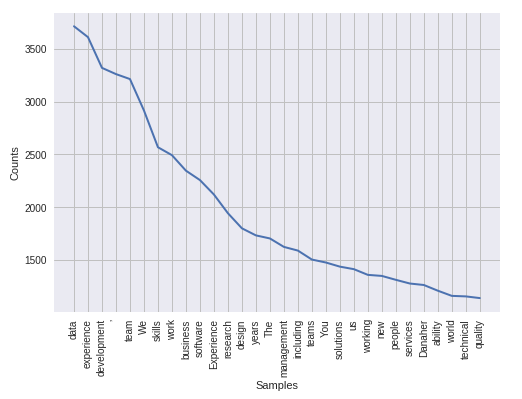 3500
3000
2500
2000
1500
Counts
data
experience
development
’
team
We
skills
work
business
software
Experience
research
design
years
The
management
including
teams
You
solutions
us
working
new
people
services
Danaher
ability
world
technical
quality
Samples